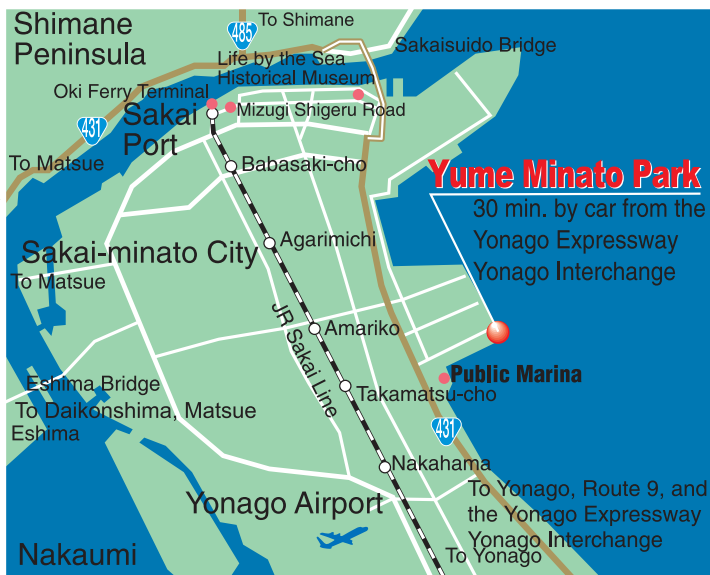 Shimane
Peninsula
To Shimane
485
Sakaisuido Bridge
Life by the Sea
Historical Museum
Oki Ferry Terminal
Mizugi Shigeru Road
Sakai
Port
431
To Matsue
Babasaki-cho
Yume Minato Park
30 min. by car from the
Yonago Expressway
Yonago Interchange
Sakai-minato City
Agarimichi
To Matsue
JR Sakai Line
Amariko
Public Marina
Takamatsu-cho
Eshima Bridge
To Daikonshima, Matsue
Eshima
431
Nakahama
Yonago Airport
To Yonago, Route 9, and
the Yonago Expressway
Yonago Interchange
To Yonago
Nakaumi